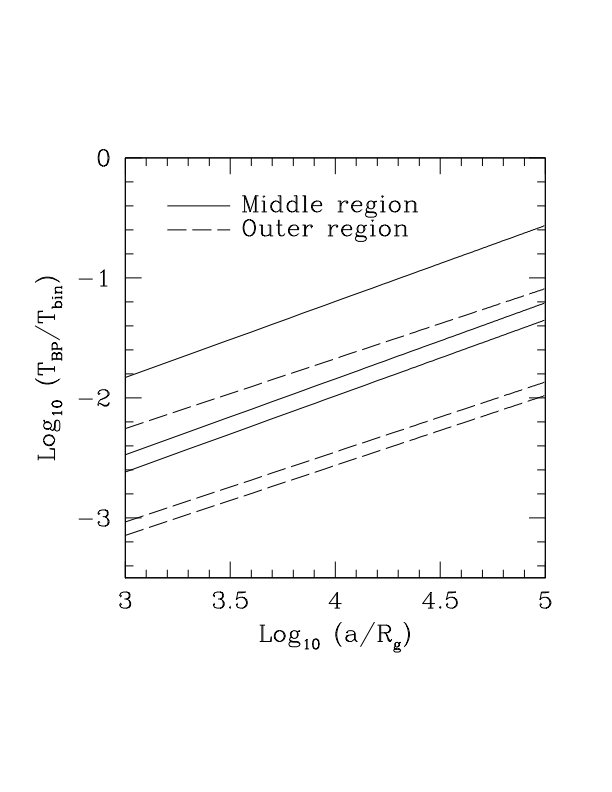 0
Middle region
Outer region
−1
Log10 (TBP/Tbin)
−2
−3
3 3.5 4 4.5 5
Log10 (a/Rg)